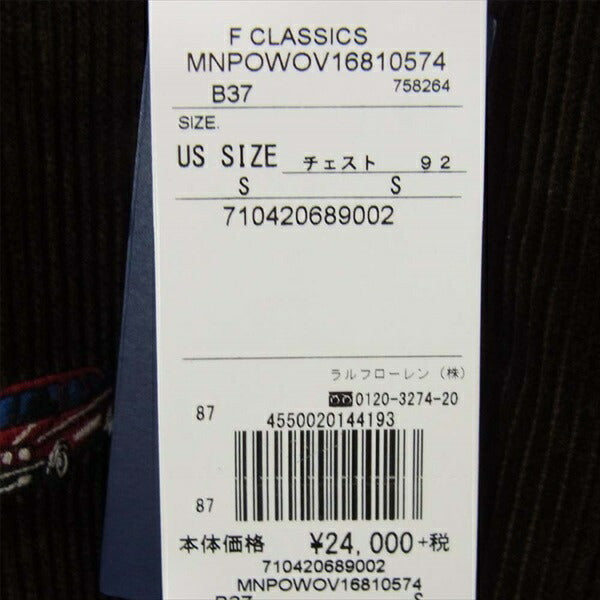 F CLASSICS
MNPOWOV16810574
B37 758264
SIZE.
US SIZE チェスト 92
S S
710420689002
ラルフローレン (株)
0120-3274-20
87 4550020144193
87
本体価格 ¥24,000+税
710420689002
MNPOWOV16810574
B37 S